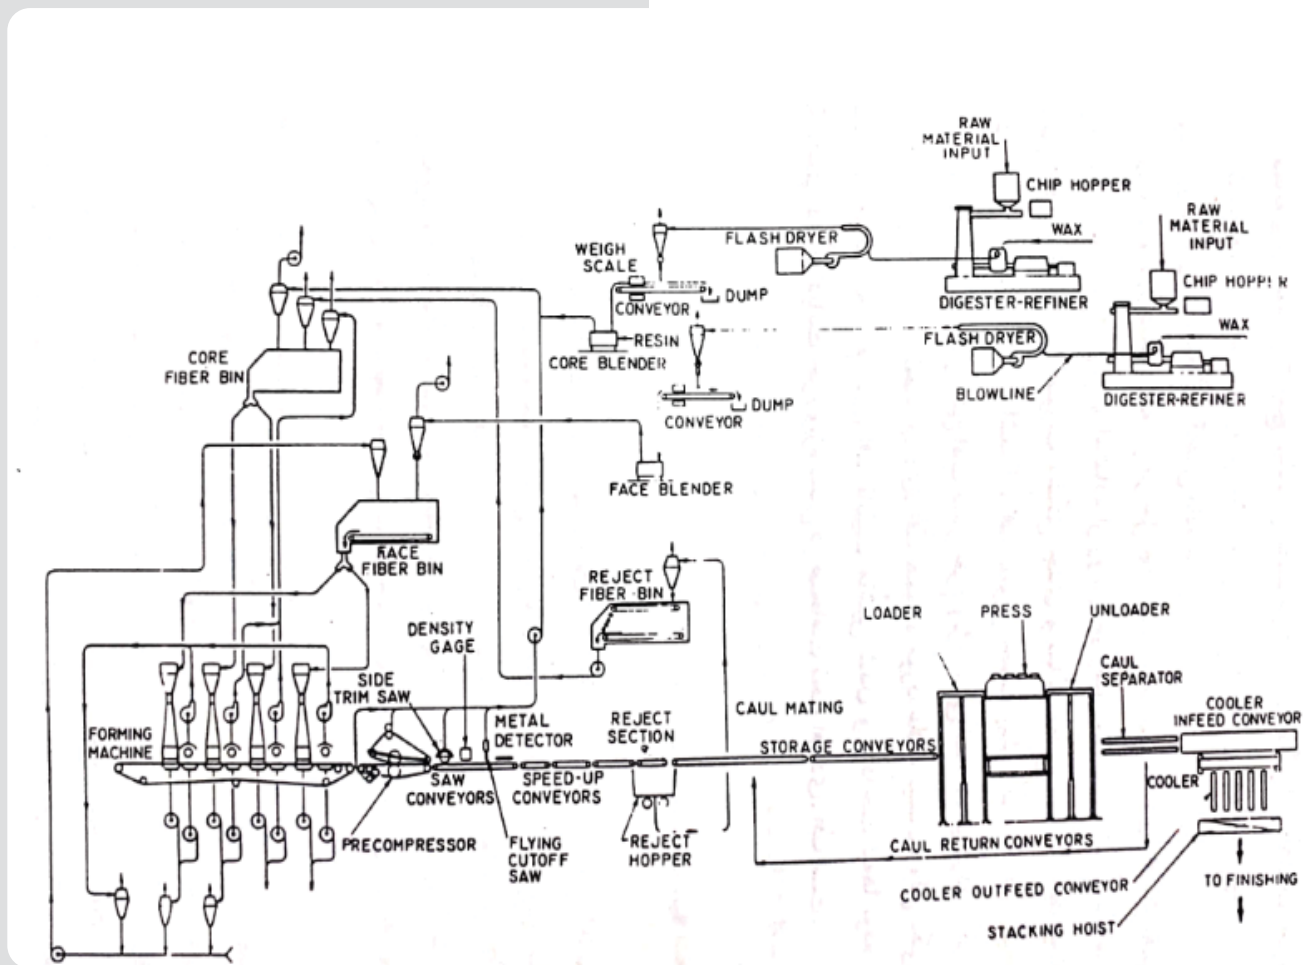 RAW
MATERIAL
INPUT
CHIP HOPPER
RAW
MATERIAL
INPUT
WAX
FLASH DRYER
WEIGH
SCALE
CHIP HOPPER
DUMP
DIGESTER-REFINER
CONVEYOR
WAX
RESIN
FLASH DRYER
CORE
FIBER BIN
CORE BLENDER
BLOWLINE
DIGESTER-REFINER
DUMP
CONVEYOR
FACE BLENDER
FACE
FIBER BIN
REJECT
FIBER BIN
LOADER
PRESS
UNLOADER
DENSITY
GAGE
CAUL
SEPARATOR
SIDE
TRIM SAW
CAUL MATING
COOLER
INFEED CONVEYOR
METAL
DETECTOR
REJECT
SECTION
FORMING
MACHINE
STORAGE CONVEYORS
SAW
CONVEYORS
SPEED-UP
CONVEYORS
COOLER
PRECOMPRESSOR
FLYING
CUTOFF
SAW
REJECT
HOPPER
CAUL RETURN CONVEYORS
COOLER OUTFEED CONVEYOR
TO FINISHING
STACKING HOIST